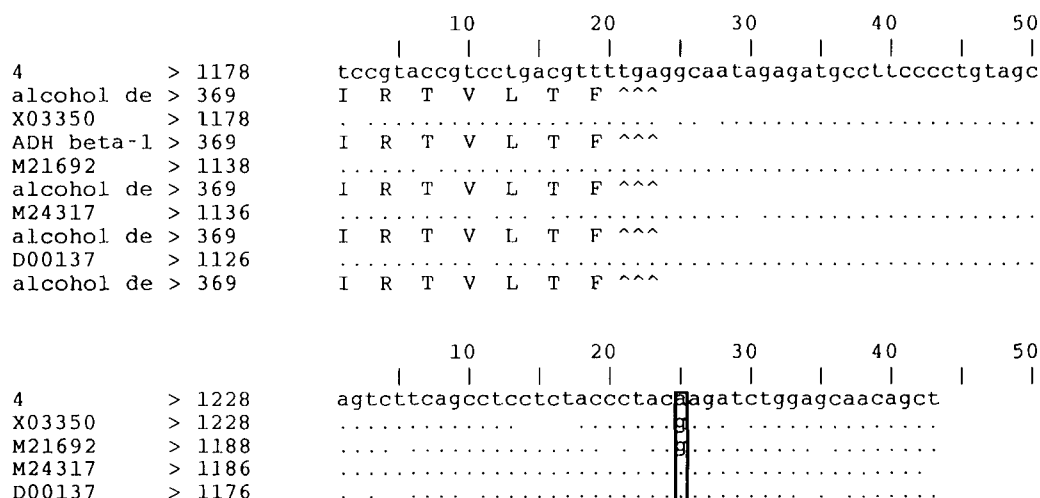 10 20 30 40 50
| | | | | | | | | |
4 > 1178 tccgtaccgtcctgacgttttgaggcaatagagatgccttcccctgtagc
alcohol de > 369 I R T V L T F ^^^
X03350 > 1178 ..................................................
ADH beta-1 > 369 I R T V L T F ^^^
M21692 > 1138 ..................................................
alcohol de > 369 I R T V L T F ^^^
M24317 > 1136 ..................................................
alcohol de > 369 I R T V L T F ^^^
D00137 > 1126 ..................................................
alcohol de > 369 I R T V L T F ^^^
10 20 30 40 50
| | | | | | | | | |
4 > 1228 agtcttcagcctcctctaccctacaagatctggagcaacagct
X03350 > 1228 ........................g..................
M21692 > 1188 ........................g..................
M24317 > 1186 ...........................................
D00137 > 1176 ...........................................